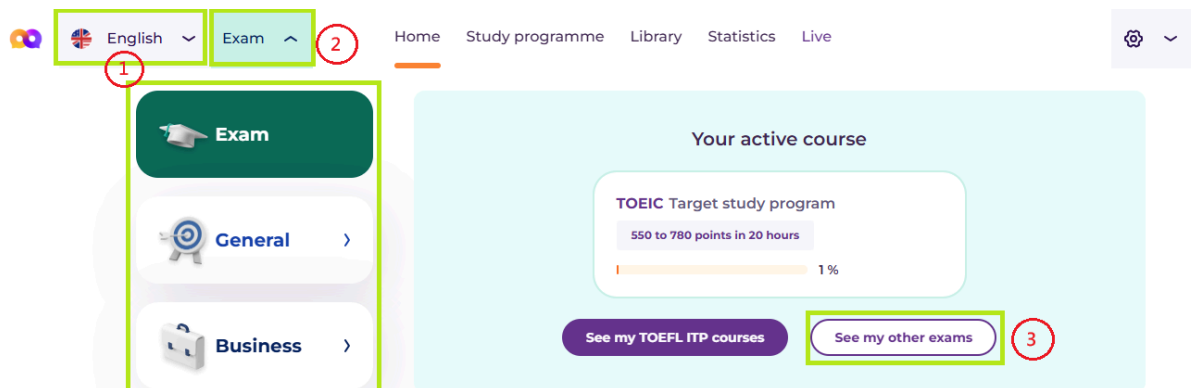 English Exam 2 Home Study programme Library Statistics Live
1
Exam
General
Business
Your active course
TOEIC Target study program
550 to 780 points in 20 hours
1 %
See my TOEFL ITP courses See my other exams 3